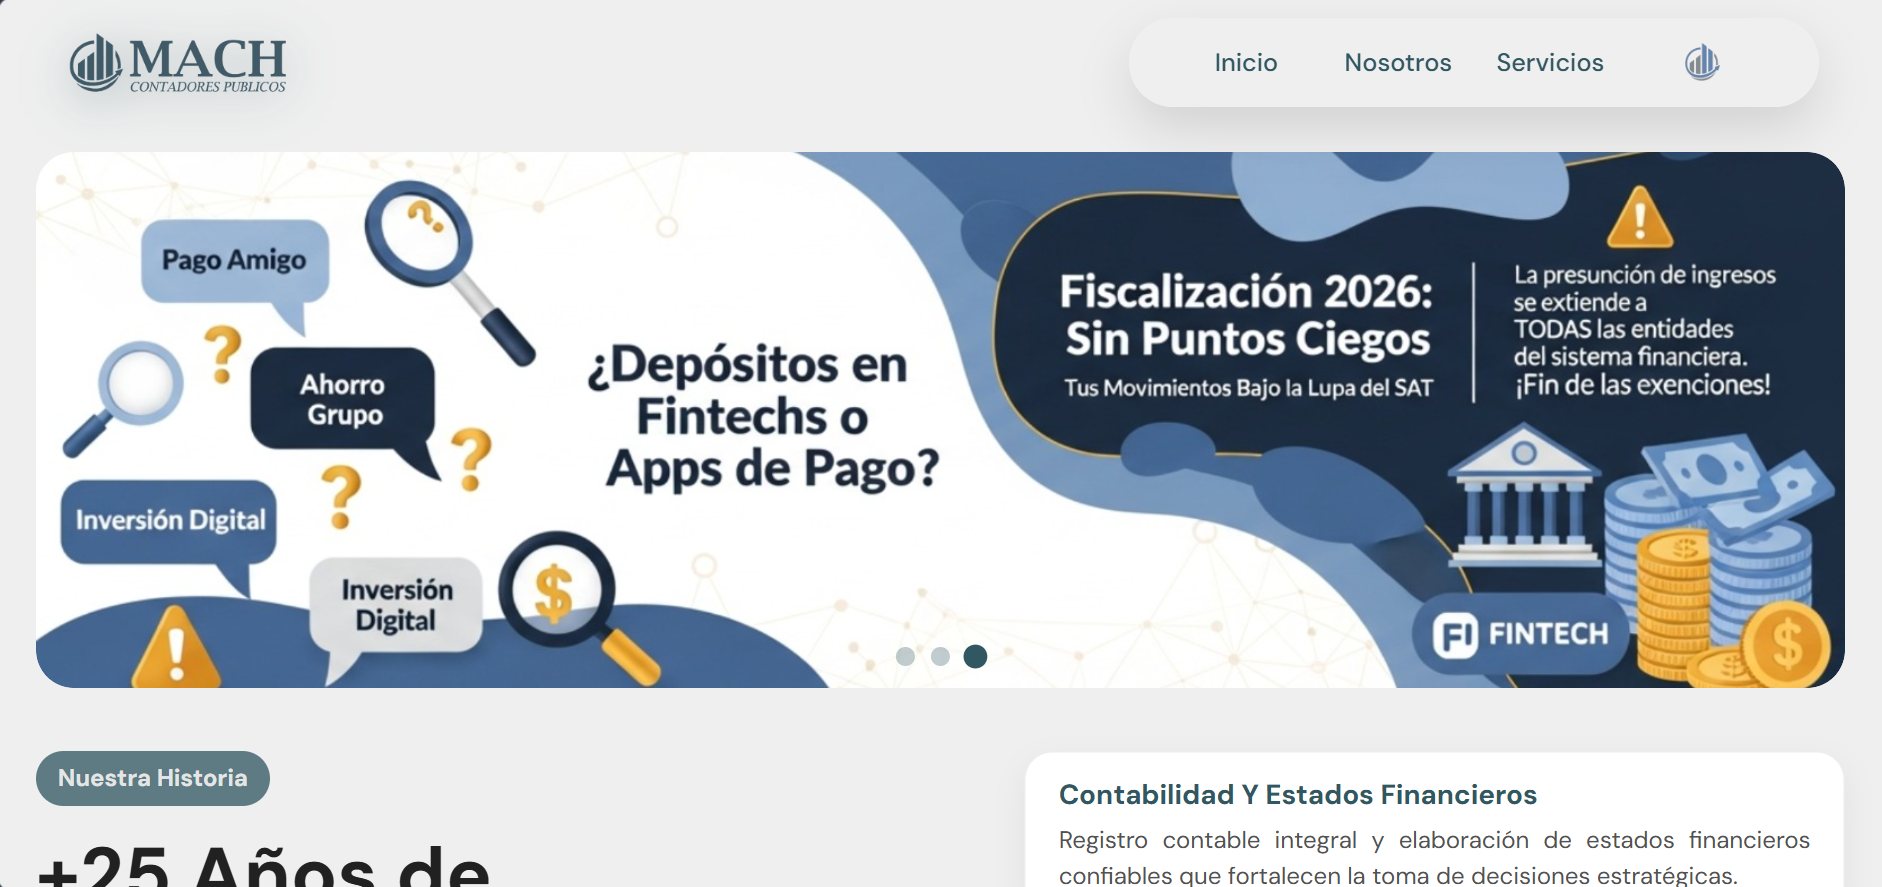 MACH
CONTADORES PUBLICOS
Inicio
Nosotros
Servicios
Pago Amigo
Ahorro
Grupo
Inversión Digital
Inversión
Digital
¿Depósitos en
Fintechs o
Apps de Pago?
Fiscalización 2026:
Sin Puntos Ciegos
Tus Movimientos Bajo la Lupa del SAT
La presunción de ingresos
se extiende a
TODAS las entidades
del sistema financiera.
¡Fin de las exenciones!
FI FINTECH
Nuestra Historia
+25 Años de
Contabilidad Y Estados Financieros
Registro contable integral y elaboración de estados financieros
confiables que fortalecen la toma de decisiones estratégicas.